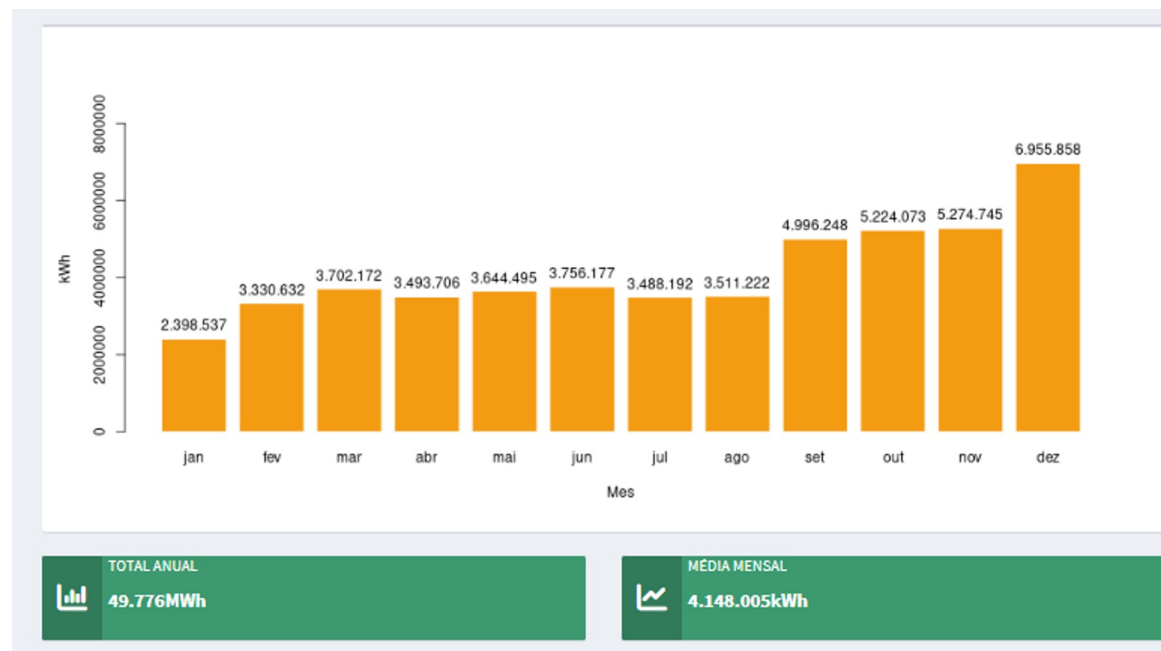 8000000
6000000
4000000
2000000
0
kWh
2.398.537
3.330.632
3.702.172
3.493.706
3.644.495
3.756.177
3.488.192
3.511.222
4.996.248
5.224.073
5.274.745
6.955.858
jan fev mar abr mai jun jul ago set out nov dez
Mes
TOTAL ANUAL
49.776MWh
MÉDIA MENSAL
4.148.005kWh